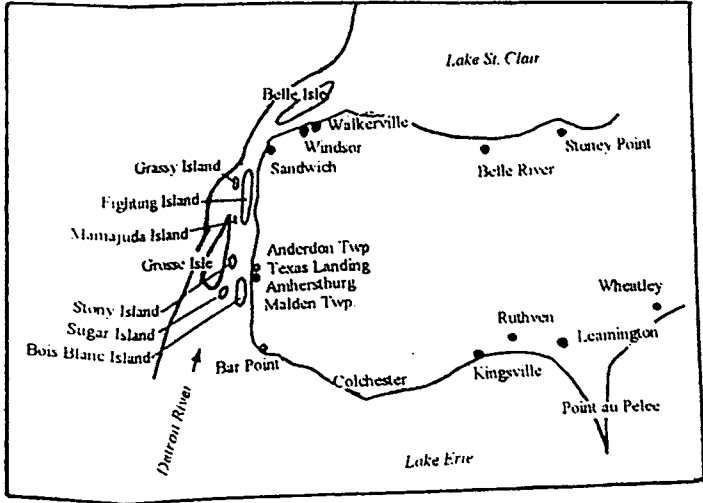 Lake St. Clair
Belle Isle
Walkerville
Windsor
Stoney Point
Sandwich
Belle River
Grassy Island
Fighting Island
Mamajuda Island
Grosse Isle
Anderdon Twp
Texas Landing
Amherstburg
Malden Twp.
Stony Island
Sugar Island
Bois Blanc Island
Wheatley
Ruthven
Leamington
Bar Point
Kingsville
Colchester
Point au Pelee
Detroit River
Lake Erie